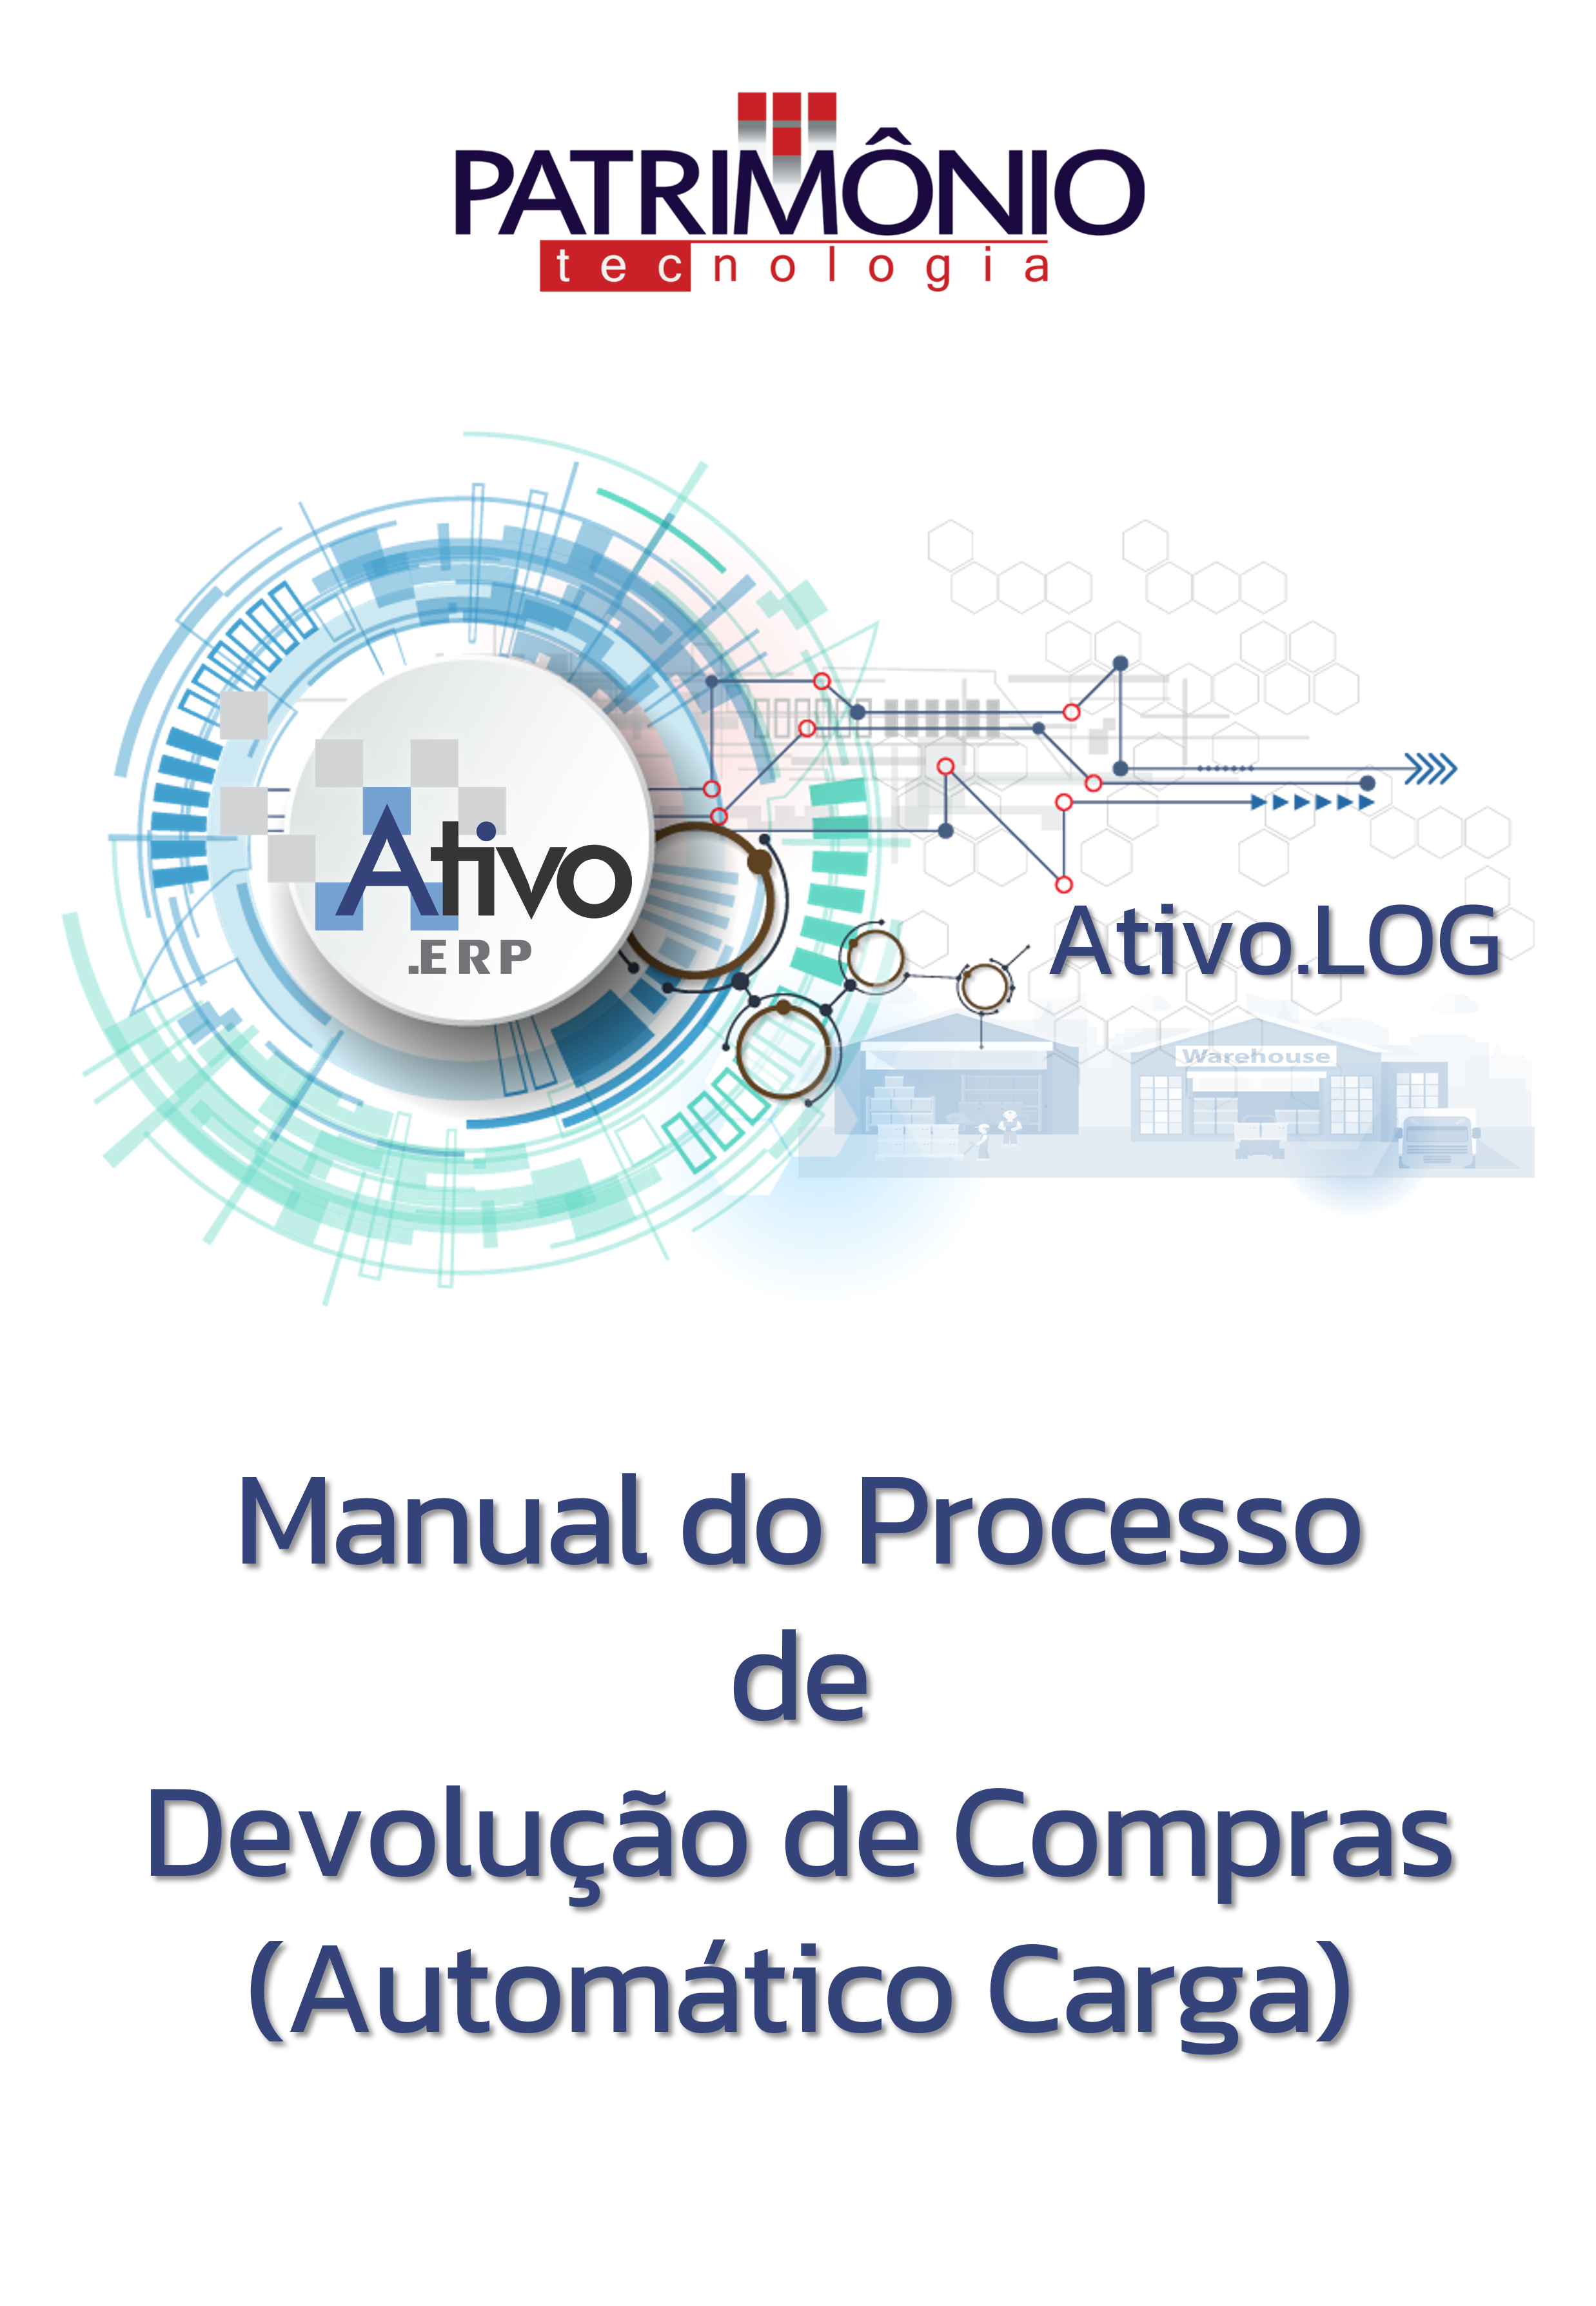 PATRIMÔNIO
tecnologia
Ativo
.ERP
Ativo.LOG
Warehouse
Manual do Processo
de
Devolução de Compras
(Automático Carga)